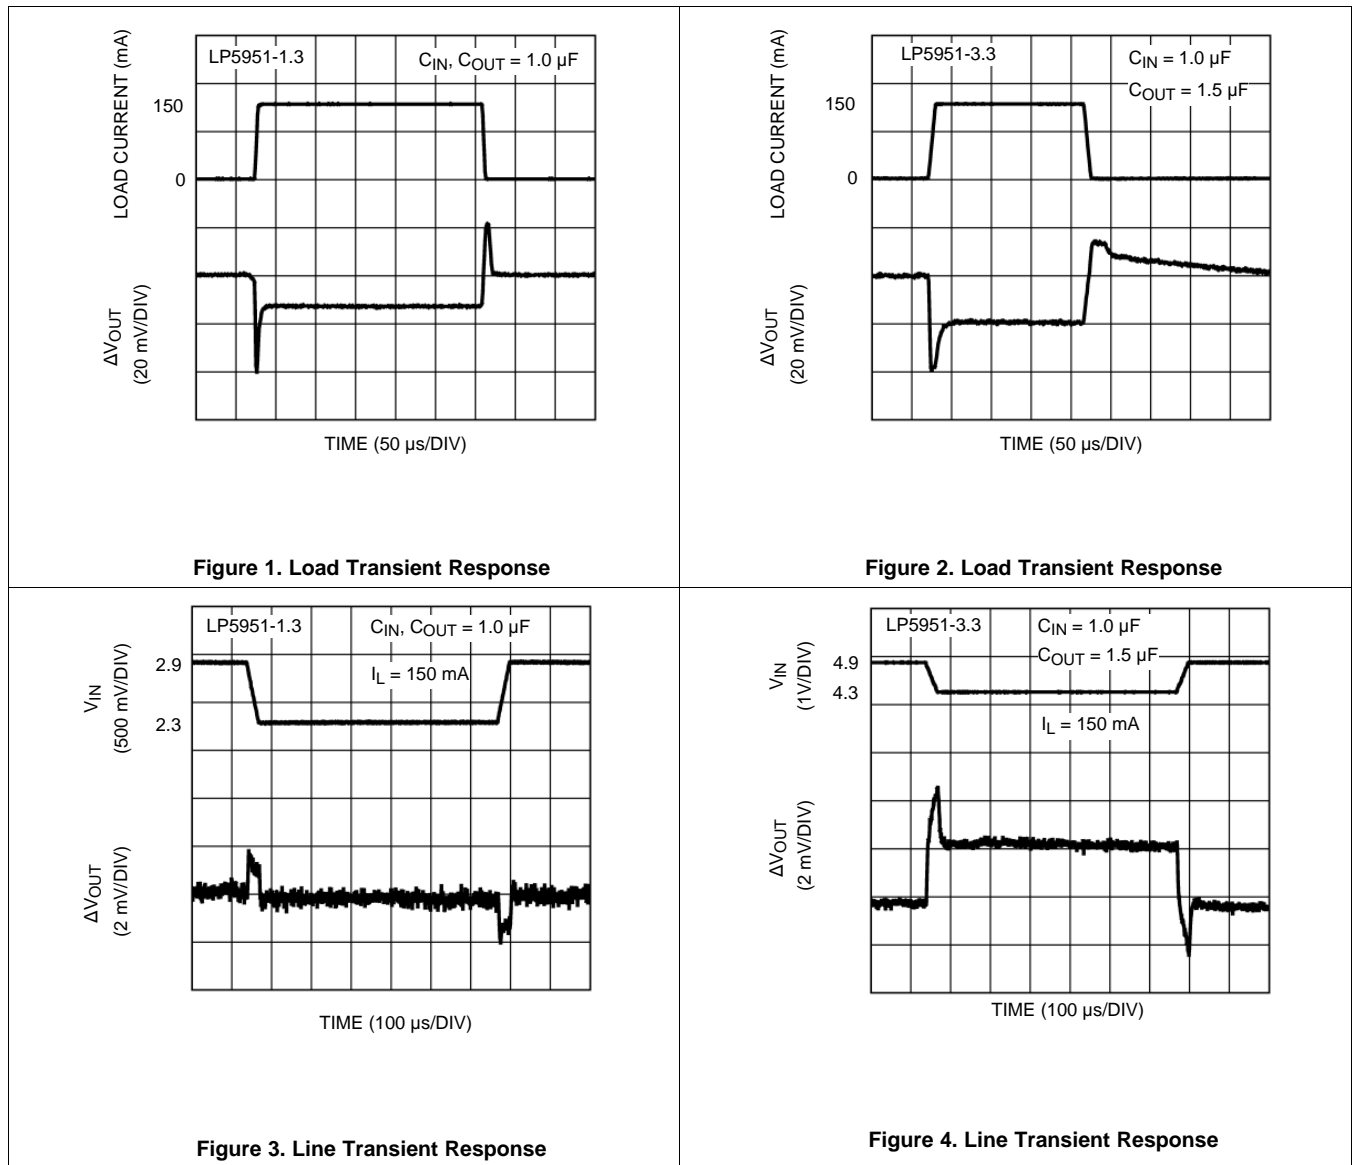 LP5951-1.3
CIN, COUT = 1.0 µF
LOAD CURRENT (mA)
150
0
ΔVOUT
(20 mV/DIV)
TIME (50 µs/DIV)
Figure 1. Load Transient Response
LP5951-3.3
CIN = 1.0 µF
COUT = 1.5 µF
LOAD CURRENT (mA)
150
0
ΔVOUT
(20 mV/DIV)
TIME (50 µs/DIV)
Figure 2. Load Transient Response
LP5951-1.3
CIN, COUT = 1.0 µF
IL = 150 mA
VIN
(500 mV/DIV)
2.9
2.3
ΔVOUT
(2 mV/DIV)
TIME (100 µs/DIV)
Figure 3. Line Transient Response
LP5951-3.3
CIN = 1.0 µF
COUT = 1.5 µF
VIN
(1V/DIV)
4.9
4.3
IL = 150 mA
ΔVOUT
(2 mV/DIV)
TIME (100 µs/DIV)
Figure 4. Line Transient Response